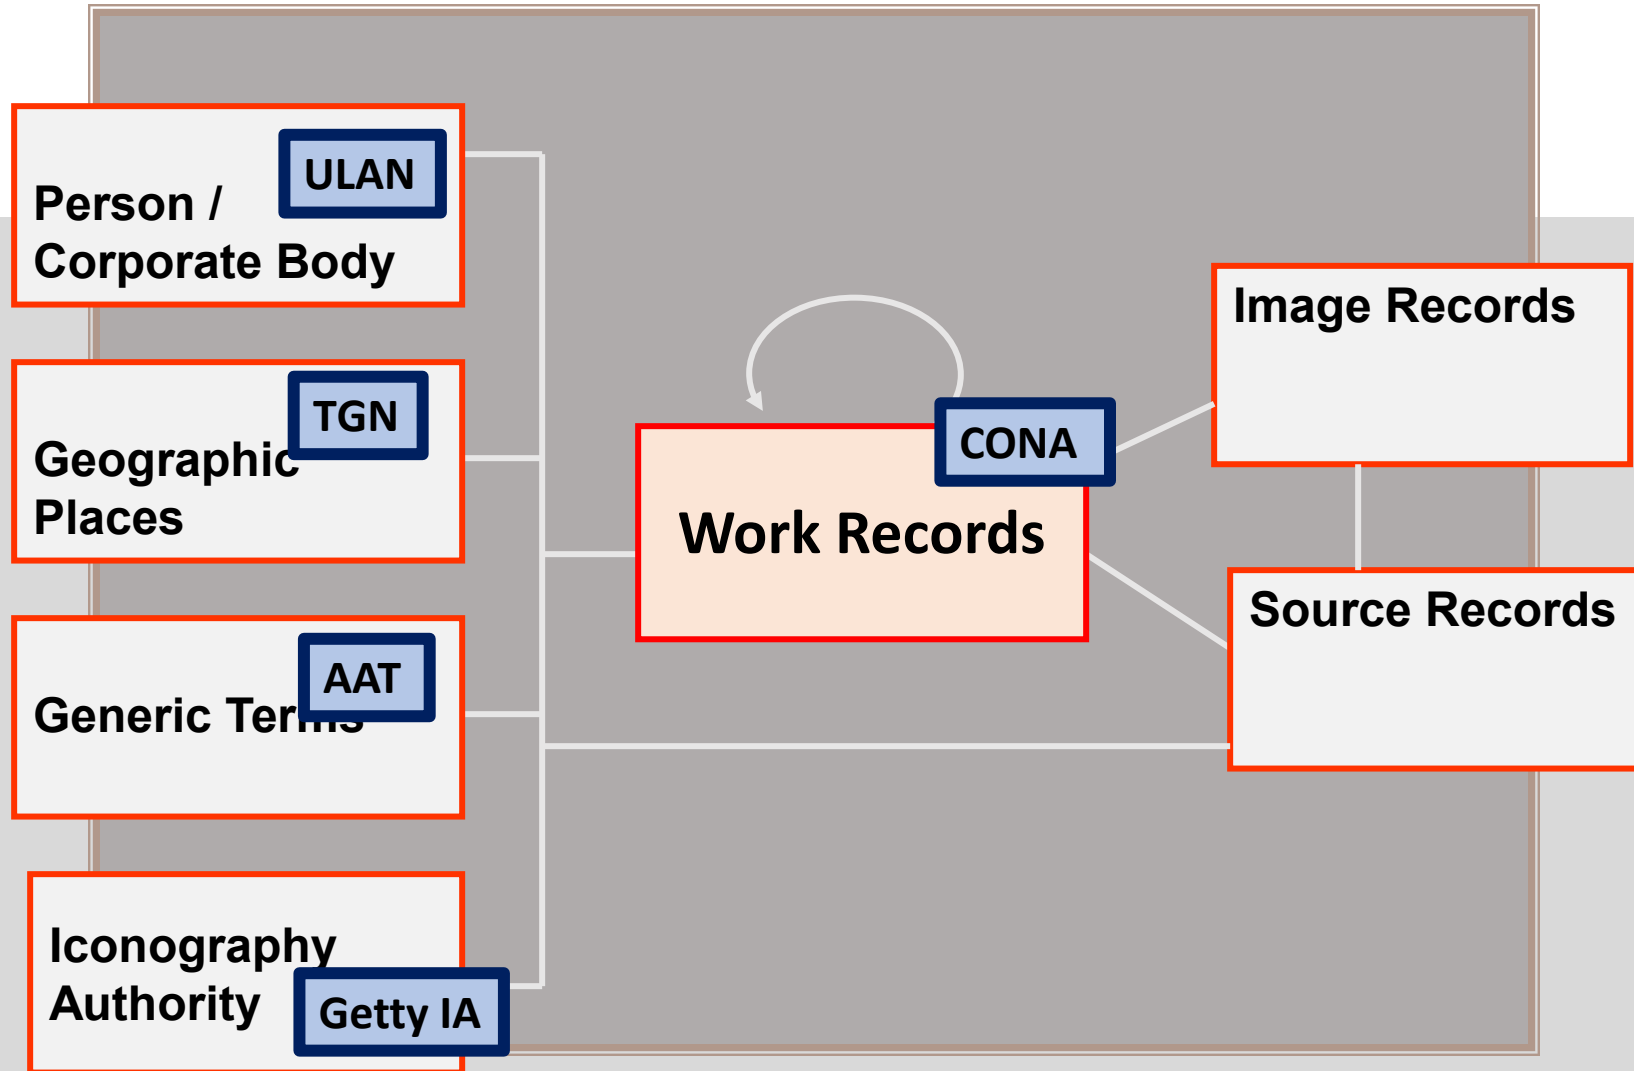 ULAN
Person /
Corporate Body
TGN
Geographic
Places
AAT
Generic Terms
Iconography
Authority
Getty IA
CONA
Work Records
Image Records
Source Records